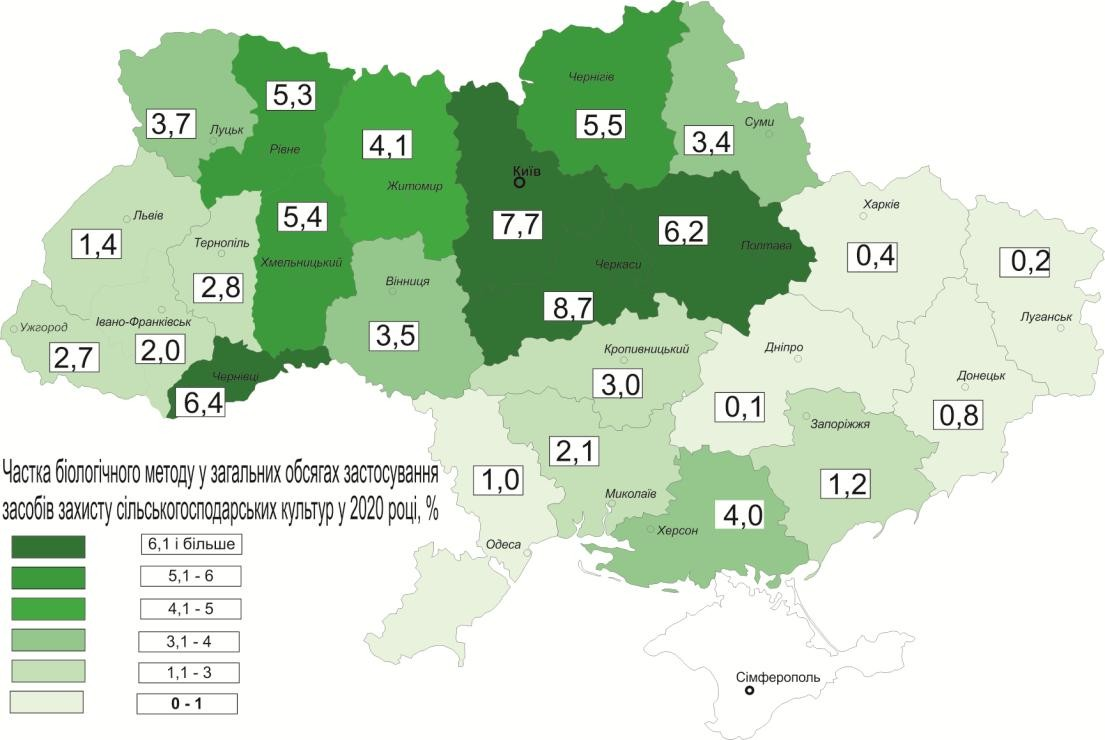 Чернігів
5,3
5,5
3,7
Луцьк
Суми
3,4
4,1
Рівне
Житомир
Київ
Харків
5,4
Львів
7,7
6,2
1,4
Тернопіль
Полтава
0,4
0,2
Хмельницький
Черкаси
Вінниця
2,8
8,7
Луганськ
Івано-Франківськ
Ужгород
3,5
2,0
Кропивницький
Дніпро
2,7
Чернівці
3,0
Донецьк
6,4
0,1
0,8
Запоріжжя
2,1
Частка біологічного методу у загальних обсягах застосування
засобів захисту сільськогосподарських культур у 2020 році, %
1,0
1,2
Миколаїв
4,0
Херсон
Одеса
6,1 і більше
5,1 - 6
4,1 - 5
3,1 - 4
1,1 - 3
0 - 1
Сімферополь